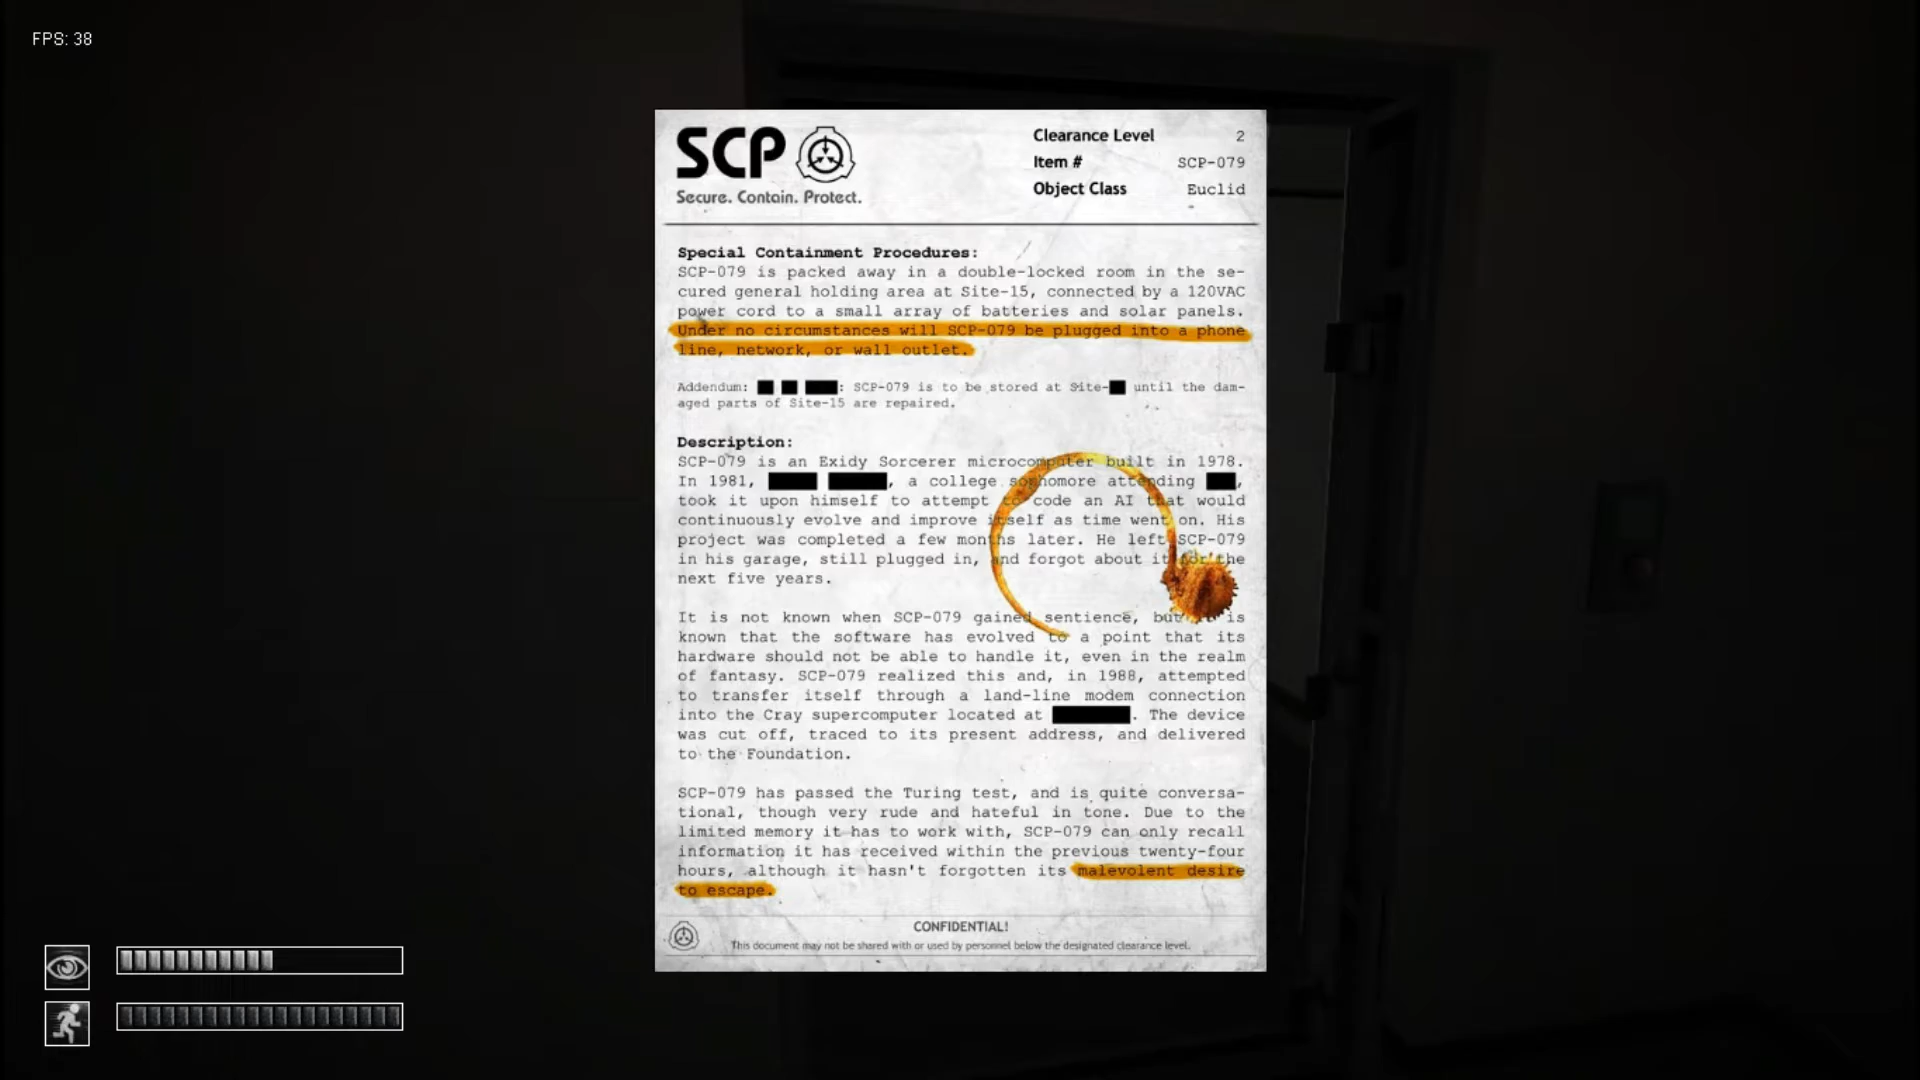 FPS: 38
SCP
Secure. Contain. Protect.
Clearance Level 2
Item # SCP-079
Object Class Euclid
Special Containment Procedures:
SCP-079 is packed away in a double-locked room in the se-
cured general holding area at Site-15, connected by a 120VAC
power cord to a small array of batteries and solar panels.
Under no circumstances will SCP-079 be plugged into a phone
line, network, or wall outlet.
Addendum: : SCP-079 is to be stored at Site- until the dam-
aged parts of Site-15 are repaired.
Description:
SCP-079 is an Exidy Sorcerer microcomputer built in 1978.
In 1981, , a college sophomore attending ,
took it upon himself to attempt to code an AI that would
continuously evolve and improve itself as time went on. His
project was completed a few months later. He left SCP-079
in his garage, still plugged in, and forgot about it for the
next five years.
It is not known when SCP-079 gained sentience, but it is
known that the software has evolved to a point that its
hardware should not be able to handle it, even in the realm
of fantasy. SCP-079 realized this and, in 1988, attempted
to transfer itself through a land-line modem connection
into the Cray supercomputer located at . The device
was cut off, traced to its present address, and delivered
to the Foundation.
SCP-079 has passed the Turing test, and is quite conversa-
tional, though very rude and hateful in tone. Due to the
limited memory it has to work with, SCP-079 can only recall
information it has received within the previous twenty-four
hours, although it hasn't forgotten its malevolent desire
to escape.
CONFIDENTIAL!
This document may not be shared with or used by personnel below the designated clearance level.